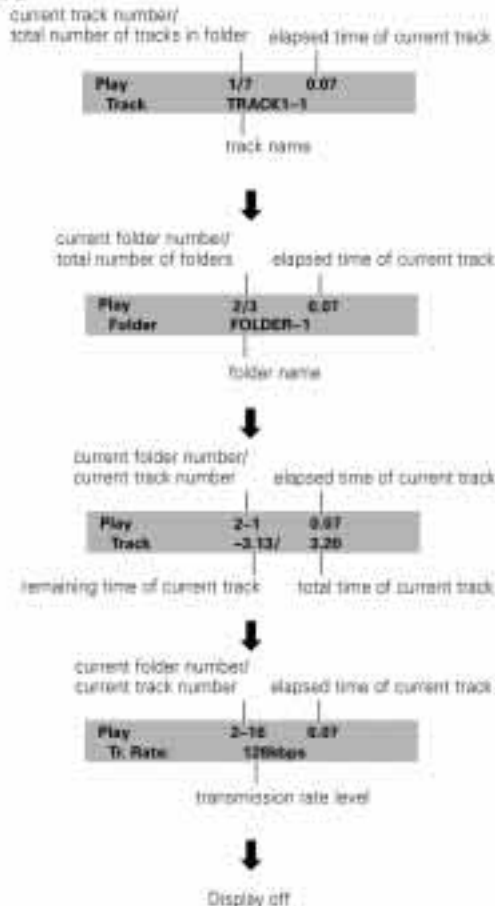 current track number/
total number of tracks in folder elapsed time of current track
Play 1/7 0.07
Track TRACK1-1
track name
current folder number/
total number of folders elapsed time of current track
Play 2/3 0.07
Folder FOLDER-1
folder name
current folder number/
current track number elapsed time of current track
Play 2-1 0.07
Track -3.13/ 3.20
remaining time of current track total time of current track
current folder number/
current track number elapsed time of current track
Play 2-16 0.07
Tr. Rate 128kbps
transmission rate level
Display off